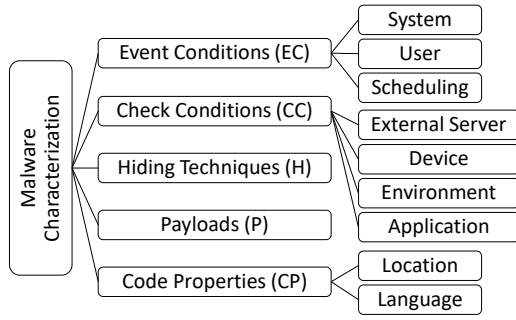 Malware
Characterization
Event Conditions (EC)
System
User
Scheduling
Check Conditions (CC)
External Server
Device
Environment
Application
Hiding Techniques (H)
Payloads (P)
Code Properties (CP)
Location
Language